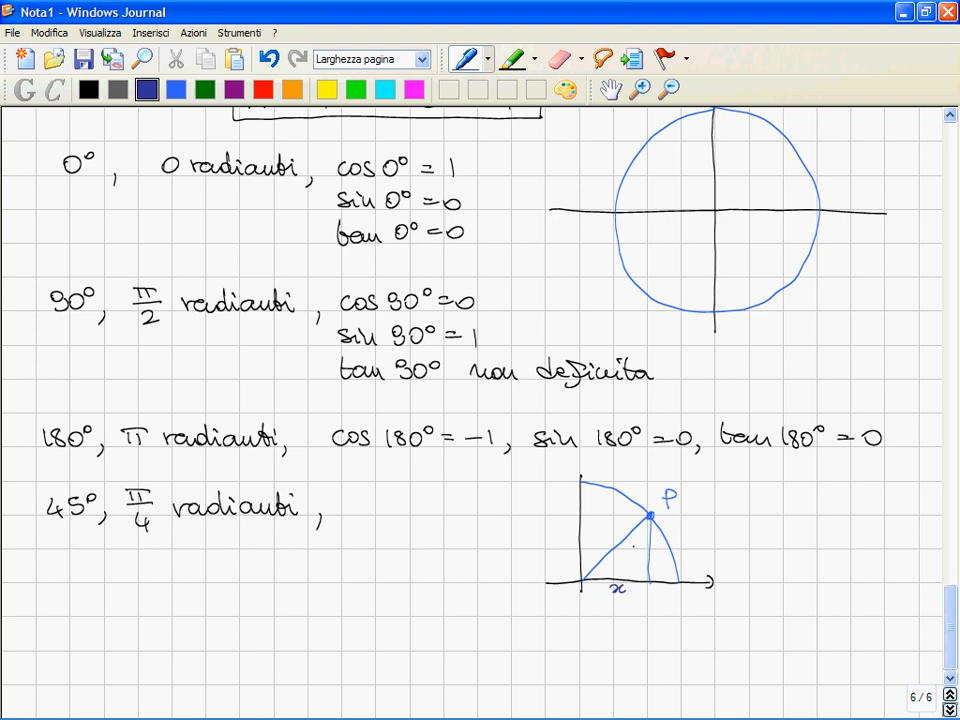 Nota1 - Windows Journal
File Modifica Visualizza Inserisci Azioni Strumenti ?
Larghezza pagina
0°, 0 radianti, cos 0° = 1
sin 0° = 0
tan 0° = 0
90°, π/2 radianti, cos 90° = 0
sin 90° = 1
tan 90° non definita
180°, π radianti, cos 180° = -1, sin 180° = 0, tan 180° = 0
45°, π/4 radianti,
P
x
6 / 6